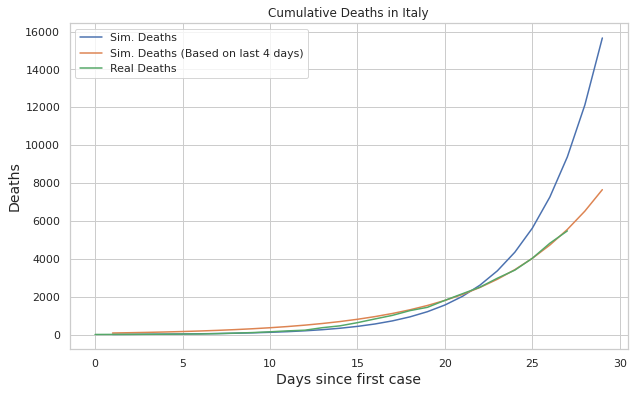 Cumulative Deaths in Italy
Sim. Deaths
Sim. Deaths (Based on last 4 days)
Real Deaths
16000
14000
12000
10000
8000
6000
4000
2000
0
Deaths
0 5 10 15 20 25 30
Days since first case